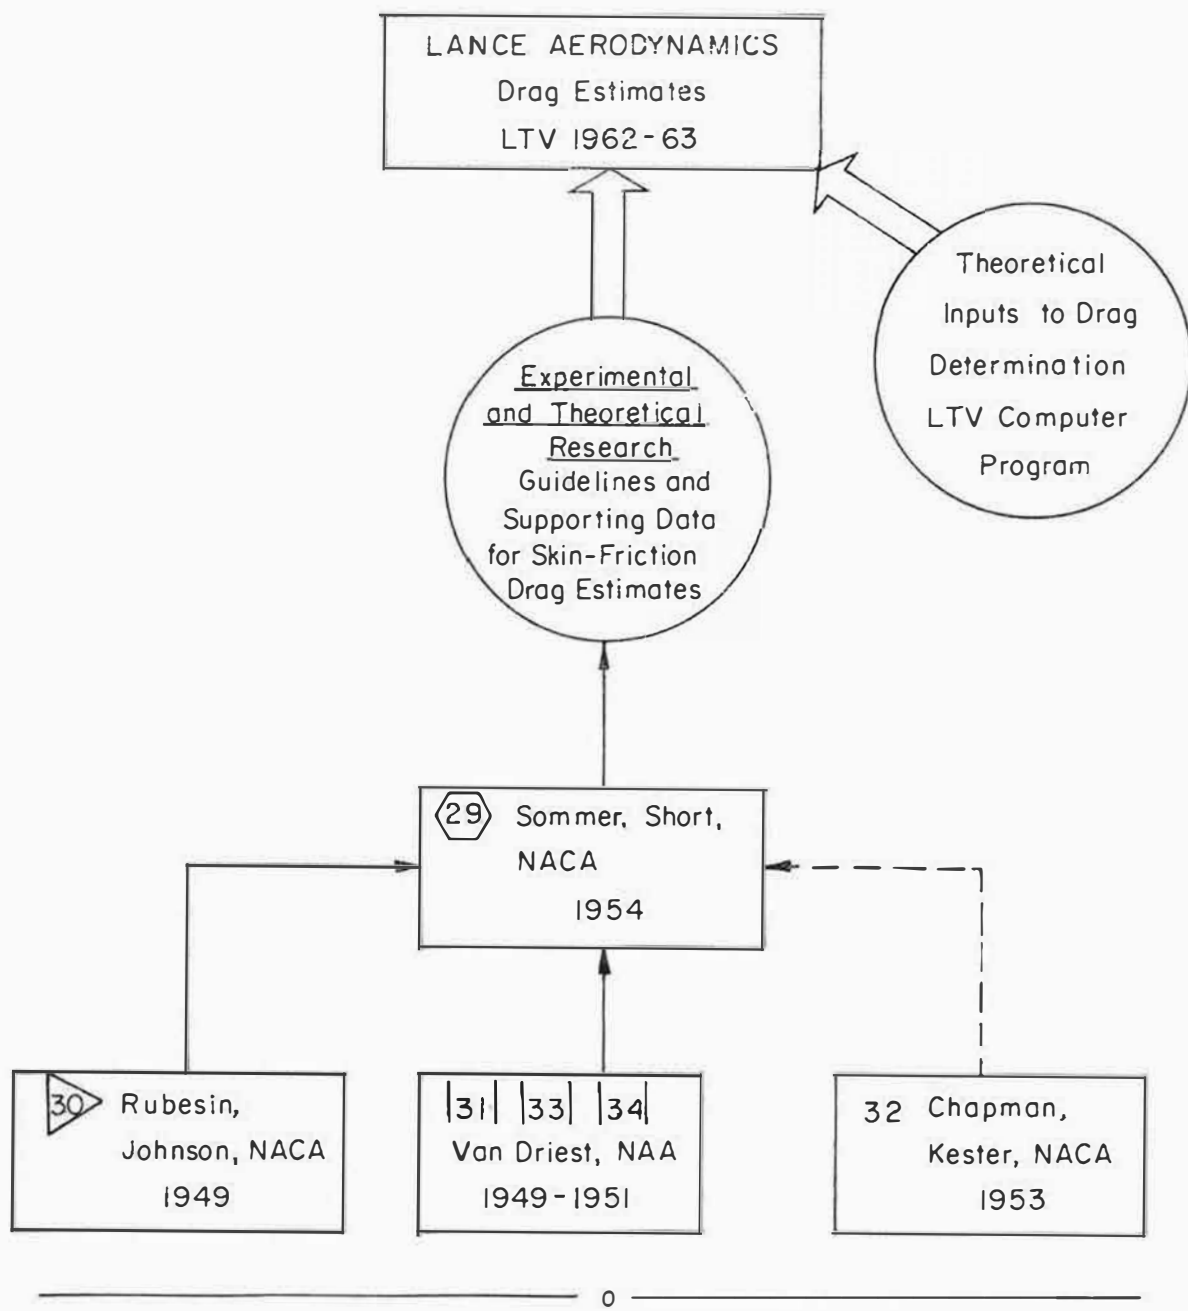 LANCE AERODYNAMICS
Drag Estimates
LTV 1962-63
Theoretical
Inputs to Drag
Determination
LTV Computer
Program
Experimental
and Theoretical
Research
Guidelines and
Supporting Data
for Skin-Friction
Drag Estimates
29 Sommer, Short,
NACA
1954
30 Rubesin,
Johnson, NACA
1949
|31| |33| |34|
Van Driest, NAA
1949-1951
32 Chapman,
Kester, NACA
1953
0